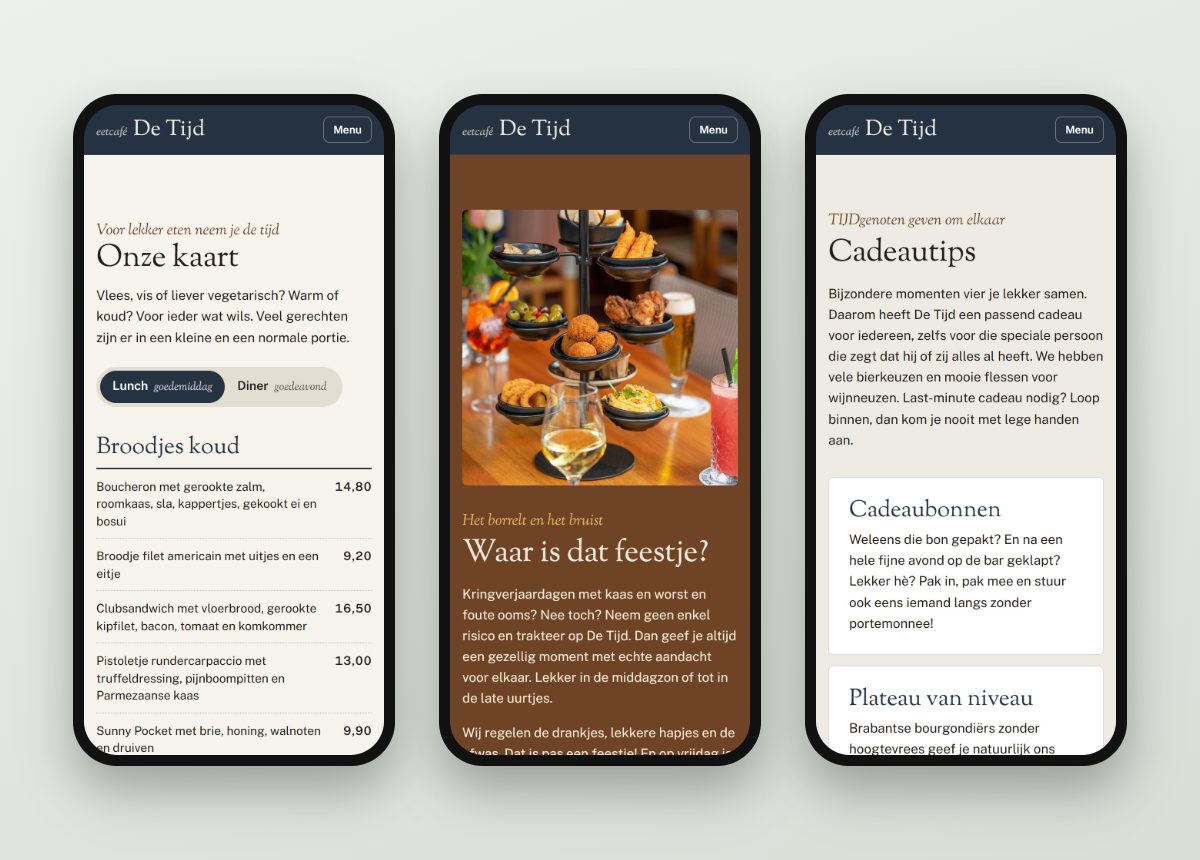 eetcafé De Tijd
Menu
Voor lekker eten neem je de tijd
Onze kaart
Vlees, vis of liever vegetarisch? Warm of
koud? Voor ieder wat wils. Veel gerechten
zijn er in een kleine en een normale portie.
Lunch goedemiddag Diner goedeavond
Broodjes koud
Boucheron met gerookte zalm, 14,80
roomkaas, sla, kappertjes, gekookt ei en
bosui
Broodje filet americain met uitjes en een 9,20
eitje
Clubsandwich met vloerbrood, gerookte 16,50
kipfilet, bacon, tomaat en komkommer
Pistoletje rundercarpaccio met 13,00
truffeldressing, pijnboompitten en
Parmezaanse kaas
Sunny Pocket met brie, honing, walnoten 9,90
en druiven
eetcafé De Tijd
Menu
Het borrelt en het bruist
Waar is dat feestje?
Kringverjaardagen met kaas en worst en
foute ooms? Nee toch? Neem geen enkel
risico en trakteer op De Tijd. Dan geef je altijd
een gezellig moment met echte aandacht
voor elkaar. Lekker in de middagzon of tot in
de late uurtjes.
Wij regelen de drankjes, lekkere hapjes en de
Dat is pas een feestje! En op vrijdag
eetcafé De Tijd
Menu
TIJDgenoten geven om elkaar
Cadeautips
Bijzondere momenten vier je lekker samen.
Daarom heeft De Tijd een passend cadeau
voor iedereen, zelfs voor die speciale persoon
die zegt dat hij of zij alles al heeft. We hebben
vele bierkeuzen en mooie flessen voor
wijnneuzen. Last-minute cadeau nodig? Loop
binnen, dan kom je nooit met lege handen
aan.
Cadeaubonnen
Weleens die bon gepakt? En na een
hele fijne avond op de bar geklapt?
Lekker hè? Pak in, pak mee en stuur
ook eens iemand langs zonder
portemonnee!
Plateau van niveau
Brabantse bourgondiërs zonder
hoogtevrees geef je natuurlijk ons